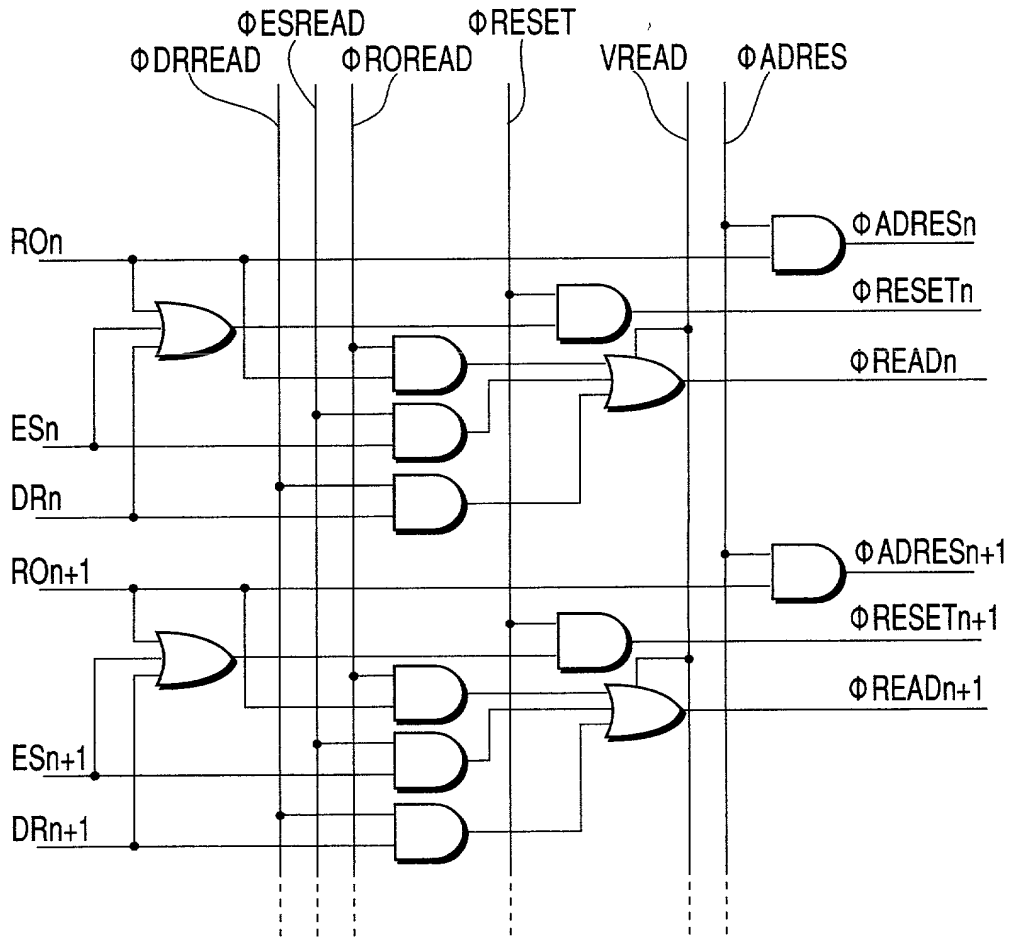 ΦESREAD
ΦRESET
ΦDRREAD
ΦROREAD
VREAD
ΦADRES
ROn
ΦADRESn
ΦRESETn
ΦREADn
ESn
DRn
ROn+1
ΦADRESn+1
ΦRESETn+1
ΦREADn+1
ESn+1
DRn+1